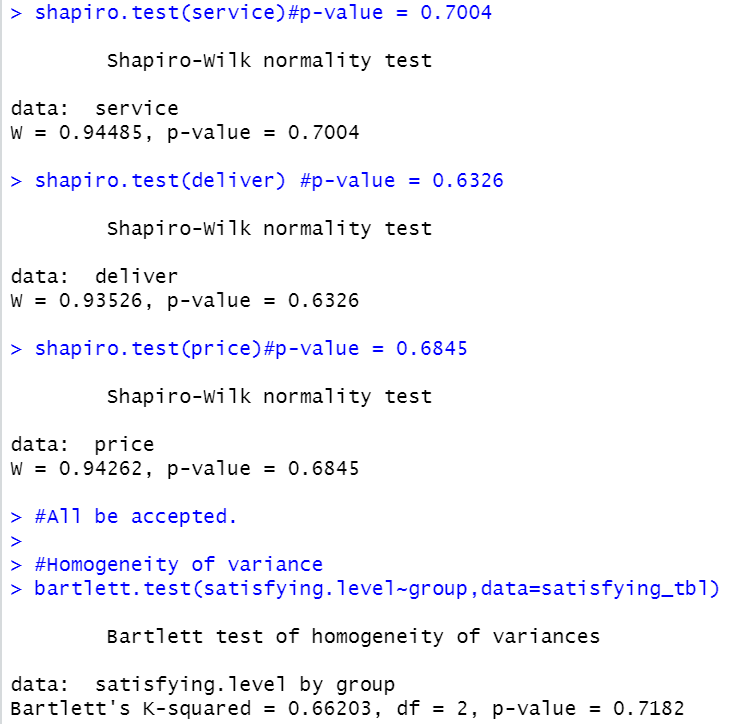 > shapiro.test(service)#p-value = 0.7004
Shapiro-Wilk normality test
data:  service
W = 0.94485, p-value = 0.7004
> shapiro.test(deliver) #p-value = 0.6326
Shapiro-Wilk normality test
data:  deliver
W = 0.93526, p-value = 0.6326
> shapiro.test(price)#p-value = 0.6845
Shapiro-Wilk normality test
data:  price
W = 0.94262, p-value = 0.6845
> #All be accepted.
>
> #Homogeneity of variance
> bartlett.test(satisfying.level~group,data=satisfying_tbl)
Bartlett test of homogeneity of variances
data:  satisfying.level by group
Bartlett's K-squared = 0.66203, df = 2, p-value = 0.7182